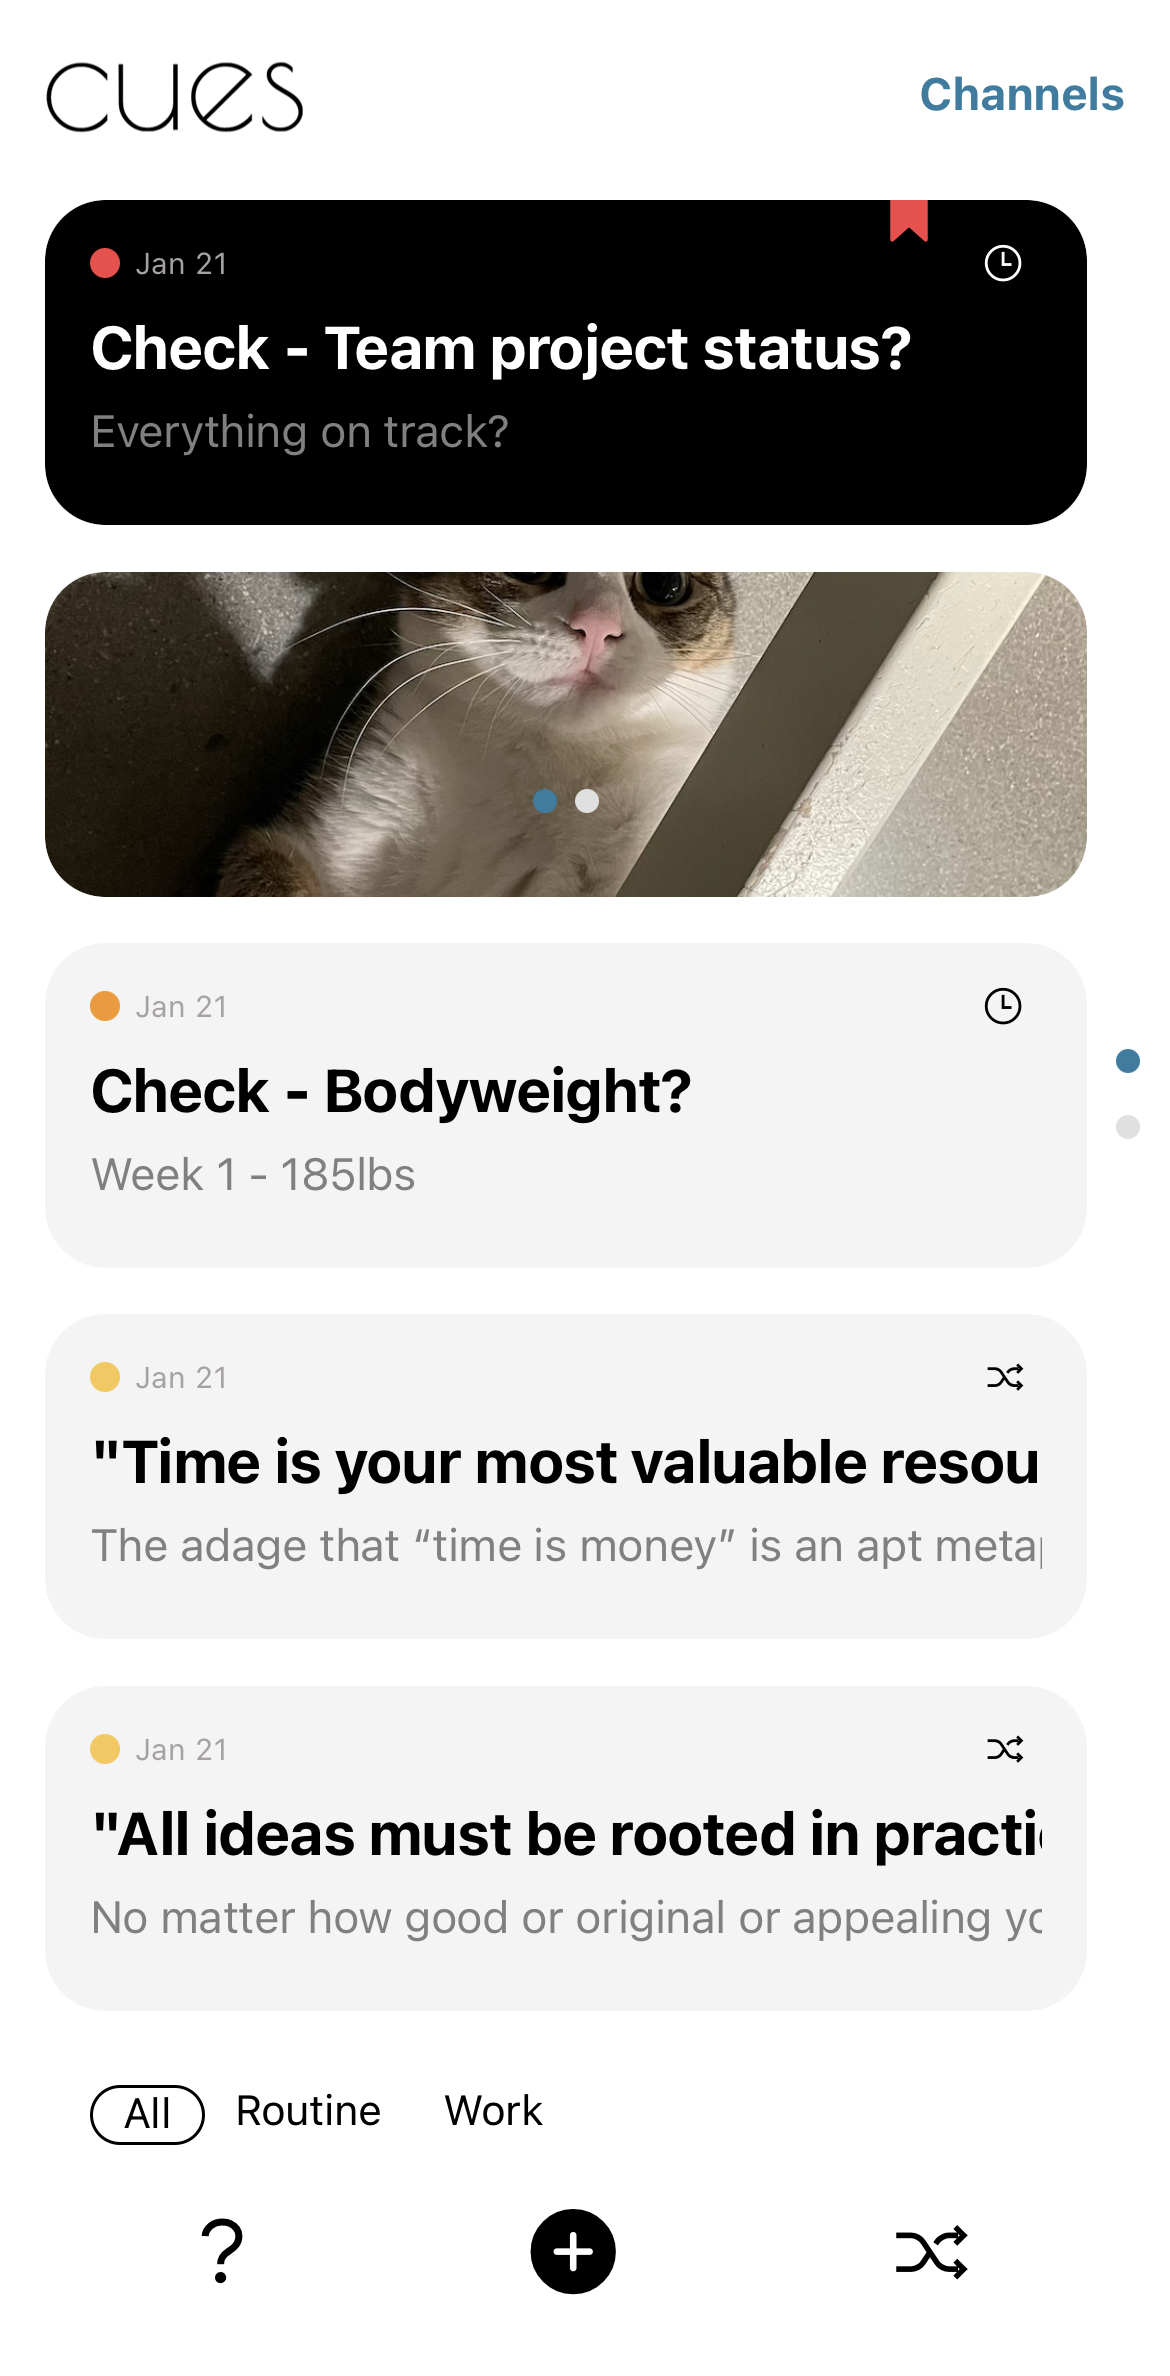 cues
Channels
Jan 21
Check - Team project status?
Everything on track?
Jan 21
Check - Bodyweight?
Week 1 - 185lbs
Jan 21
"Time is your most valuable resou
The adage that “time is money” is an apt meta
Jan 21
"All ideas must be rooted in practi
No matter how good or original or appealing yo
All Routine Work
?